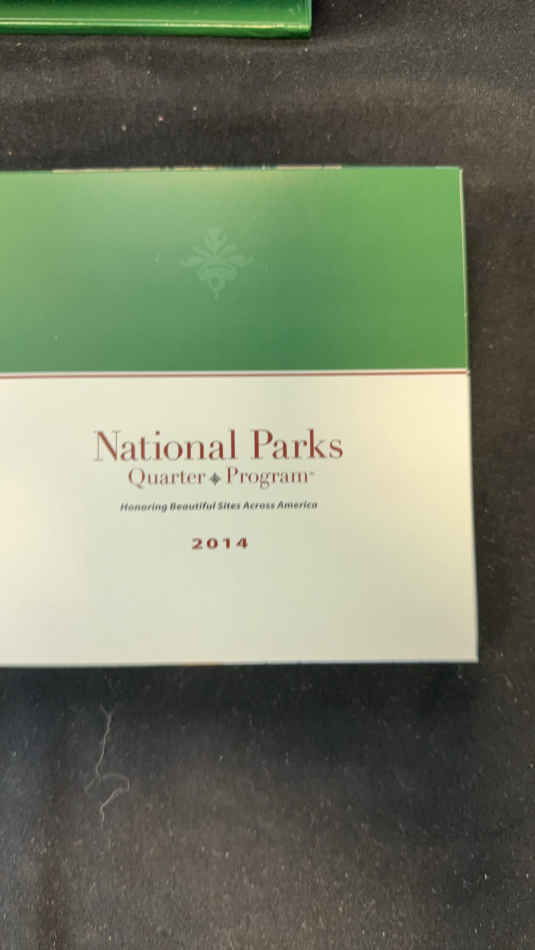 National Parks
Quarter Program™
Honoring Beautiful Sites Across America
2014